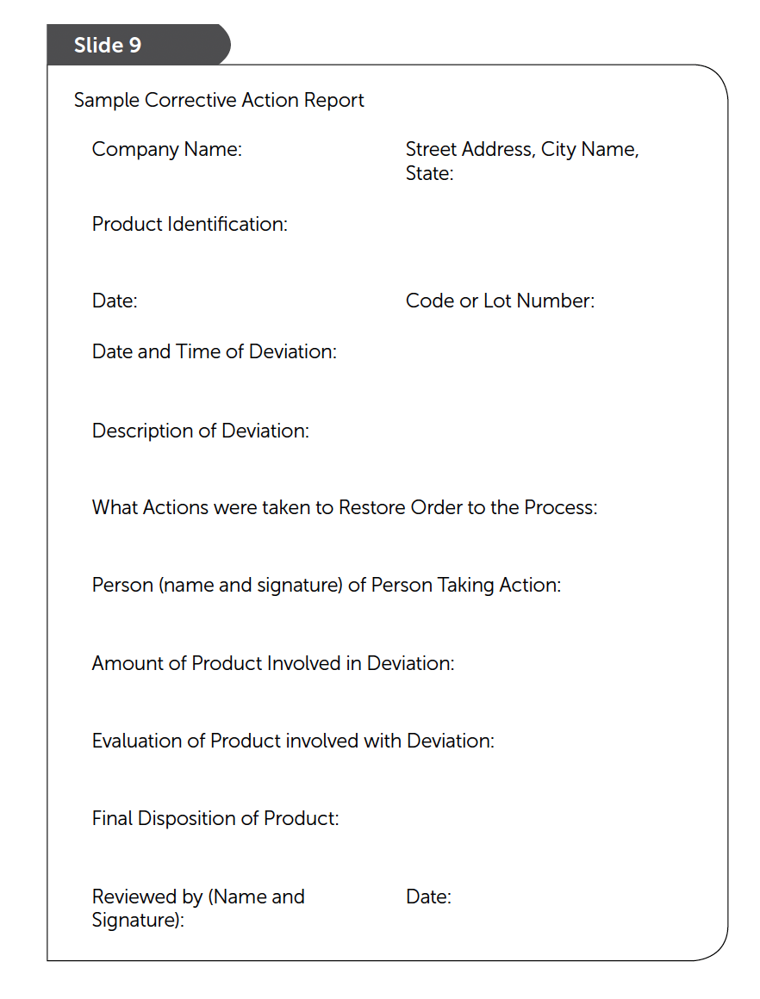 Slide 9
Sample Corrective Action Report
Company Name:
Street Address, City Name,
State:
Product Identification:
Date:
Code or Lot Number:
Date and Time of Deviation:
Description of Deviation:
What Actions were taken to Restore Order to the Process:
Person (name and signature) of Person Taking Action:
Amount of Product Involved in Deviation:
Evaluation of Product involved with Deviation:
Final Disposition of Product:
Reviewed by (Name and
Signature):
Date: